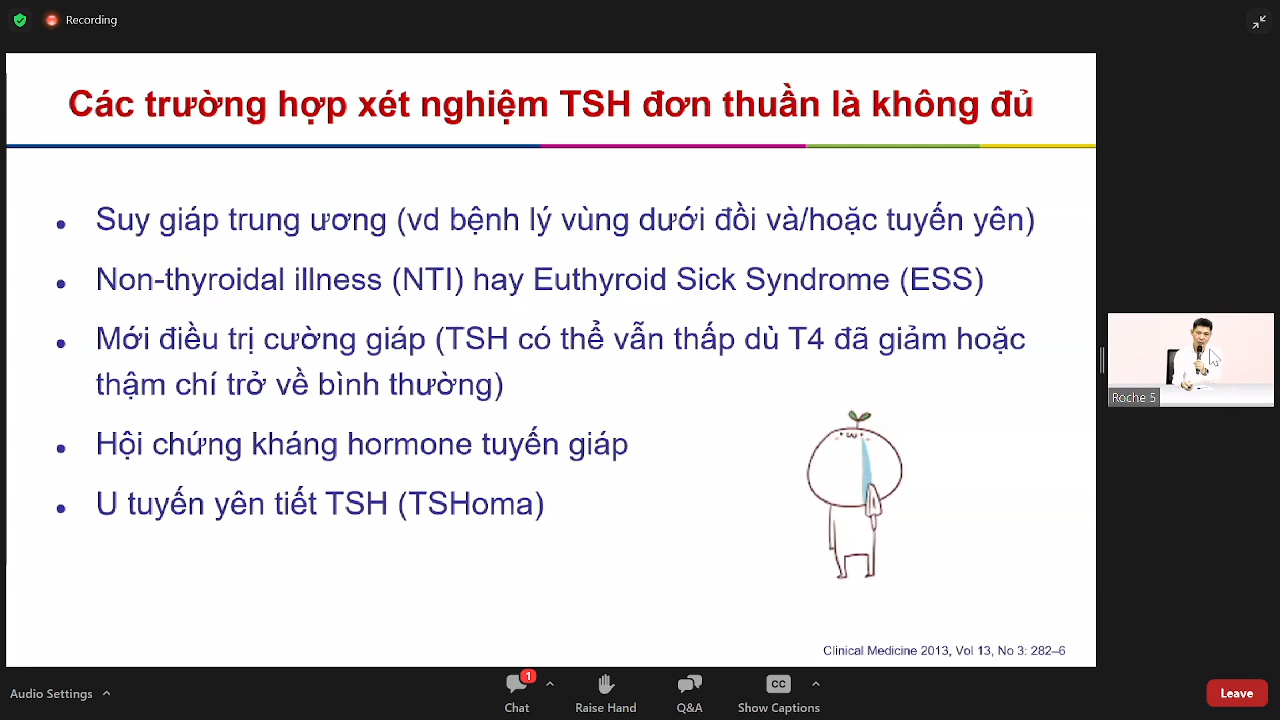 Recording
Các trường hợp xét nghiệm TSH đơn thuần là không đủ
• Suy giáp trung ương (vd bệnh lý vùng dưới đồi và/hoặc tuyến yên)
• Non-thyroidal illness (NTI) hay Euthyroid Sick Syndrome (ESS)
• Mới điều trị cường giáp (TSH có thể vẫn thấp dù T4 đã giảm hoặc
thậm chí trở về bình thường)
• Hội chứng kháng hormone tuyến giáp
• U tuyến yên tiết TSH (TSHoma)
Clinical Medicine 2013, Vol 13, No 3: 282–6
Roche 5
Audio Settings
1
Chat
Raise Hand
Q&A
CC
Show Captions
Leave